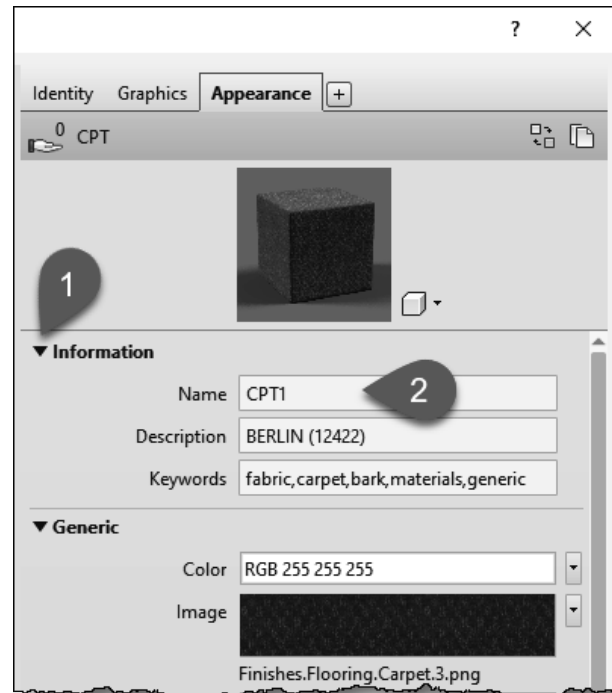 ?
Identity Graphics Appearance +
0 CPT
1
Information
Name CPT1 2
Description BERLIN (12422)
Keywords fabric,carpet,bark,materials,generic
Generic
Color RGB 255 255 255
Image
Finishes.Flooring.Carpet.3.png